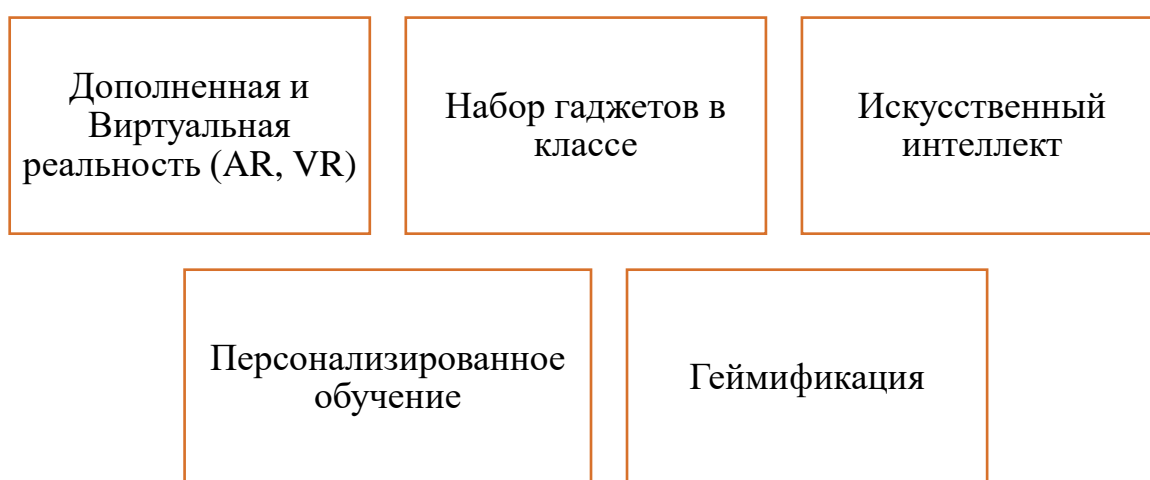 Дополненная и
Виртуальная
реальность (AR, VR)
Набор гаджетов в
классе
Искусственный
интеллект
Персонализированное
обучение
Геймификация